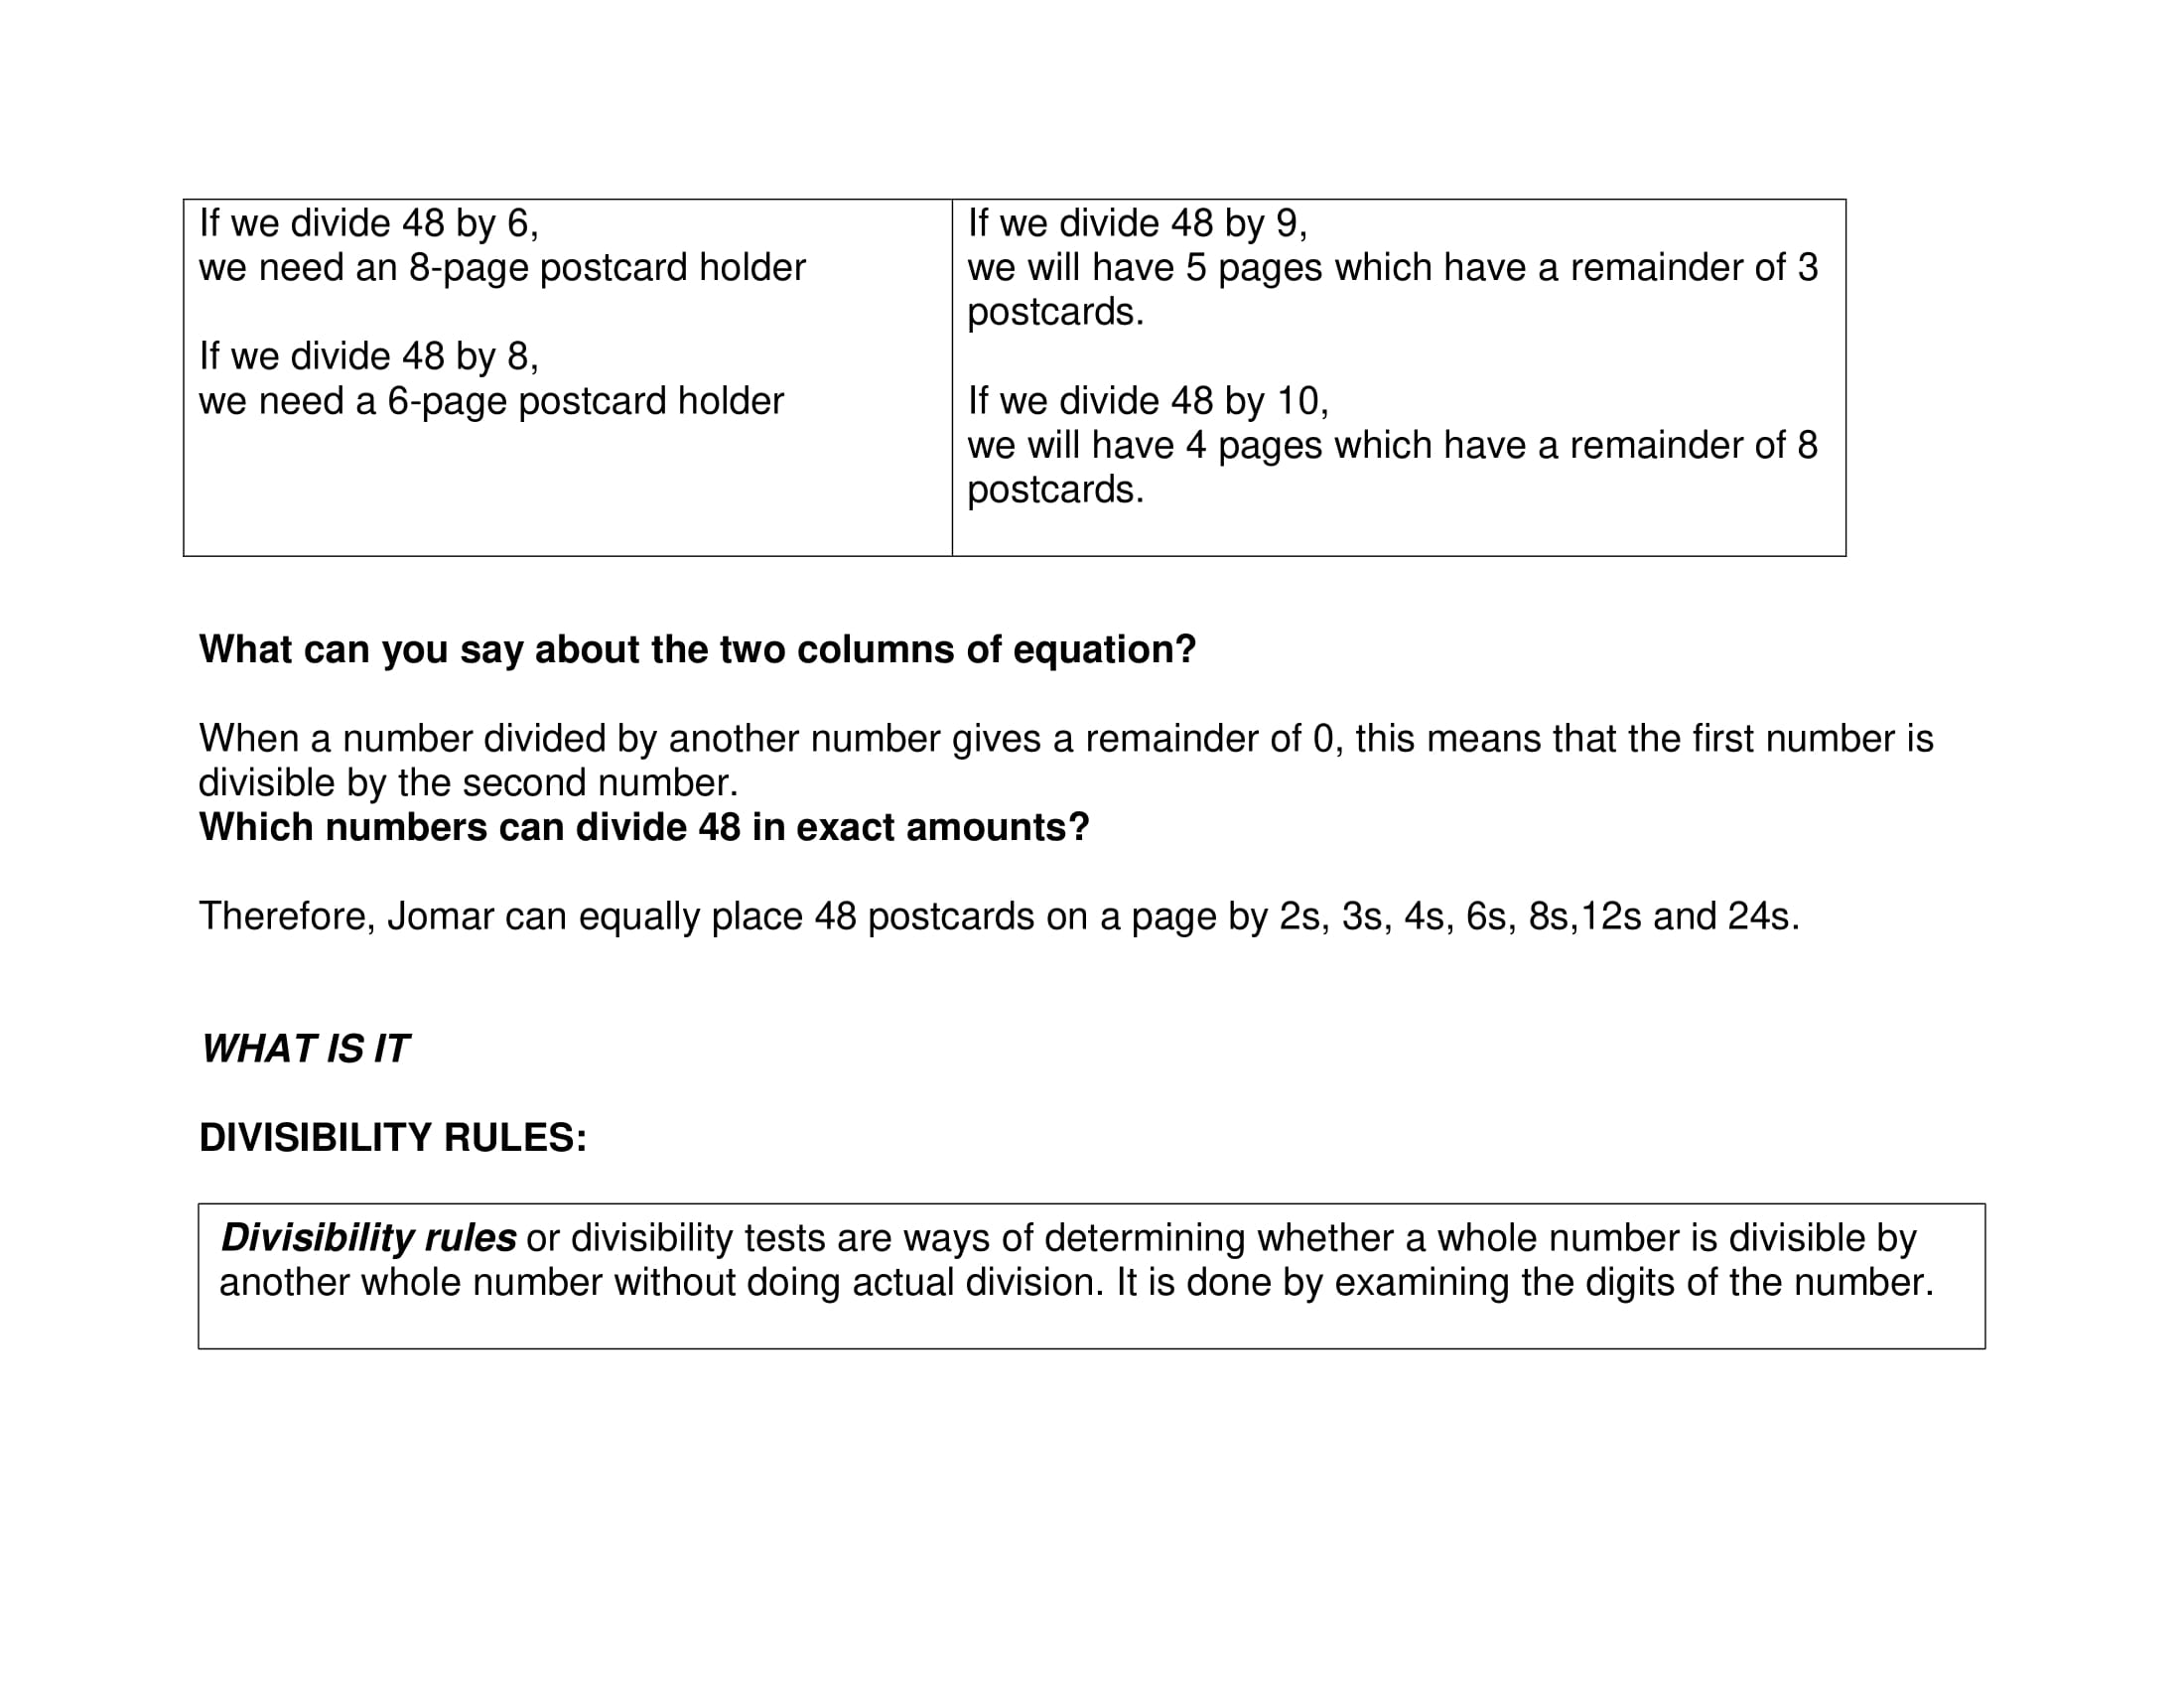 If we divide 48 by 6,
we need an 8-page postcard holder
If we divide 48 by 8,
we need a 6-page postcard holder
If we divide 48 by 9,
we will have 5 pages which have a remainder of 3
postcards.
If we divide 48 by 10,
we will have 4 pages which have a remainder of 8
postcards.
What can you say about the two columns of equation?
When a number divided by another number gives a remainder of 0, this means that the first number is
divisible by the second number.
Which numbers can divide 48 in exact amounts?
Therefore, Jomar can equally place 48 postcards on a page by 2s, 3s, 4s, 6s, 8s,12s and 24s.
WHAT IS IT
DIVISIBILITY RULES:
Divisibility rules or divisibility tests are ways of determining whether a whole number is divisible by
another whole number without doing actual division. It is done by examining the digits of the number.